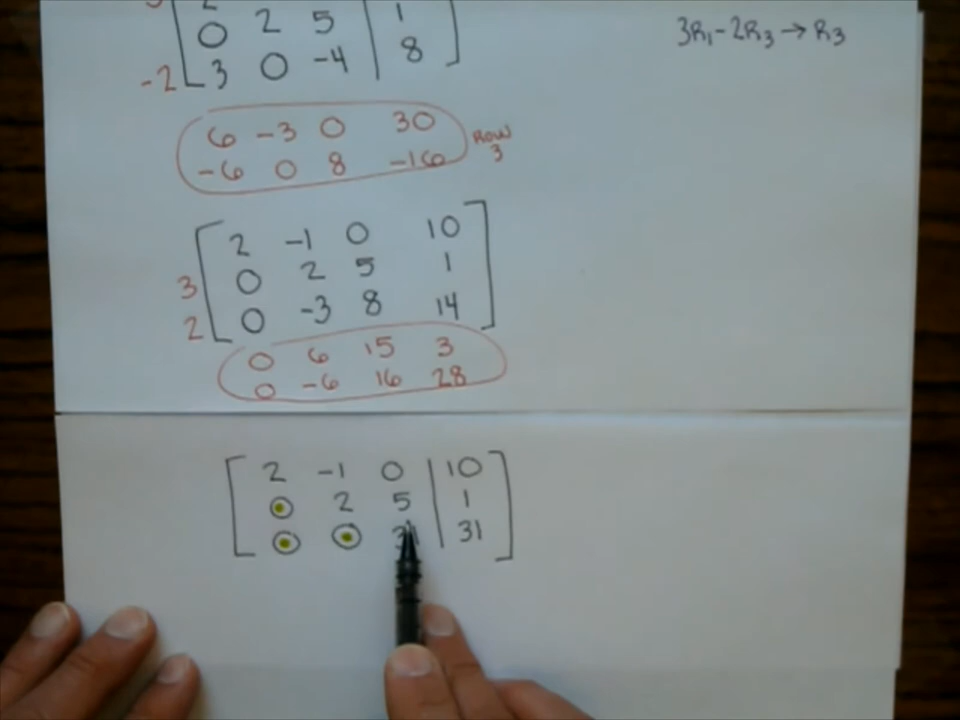 3R₁-2R₃→R₃
0 2 5 | 1
-2 3 0 -4 | 8
6 -3 0 30
-6 0 8 -16
Row
3
2 -1 0 10
3 0 2 5 1
2 0 -3 8 14
0 6 15 3
0 -6 16 28
2 -1 0 | 10
0 2 5 | 1
0 0 | 31